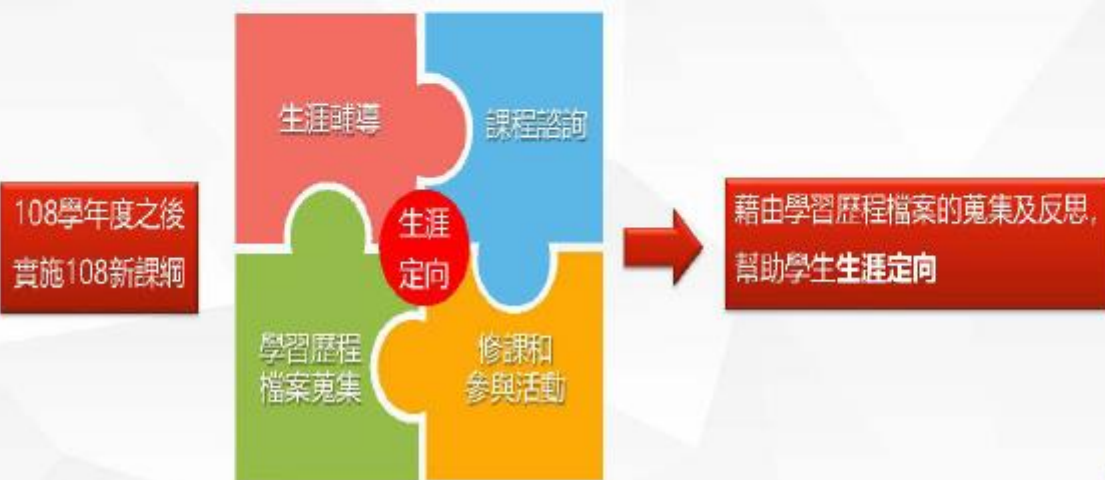 108學年度之後
實施108新課綱
生涯輔導
課程諮詢
生涯
定向
學習歷程
檔案蒐集
修課和
參與活動
藉由學習歷程檔案的蒐集及反思,
幫助學生生涯定向